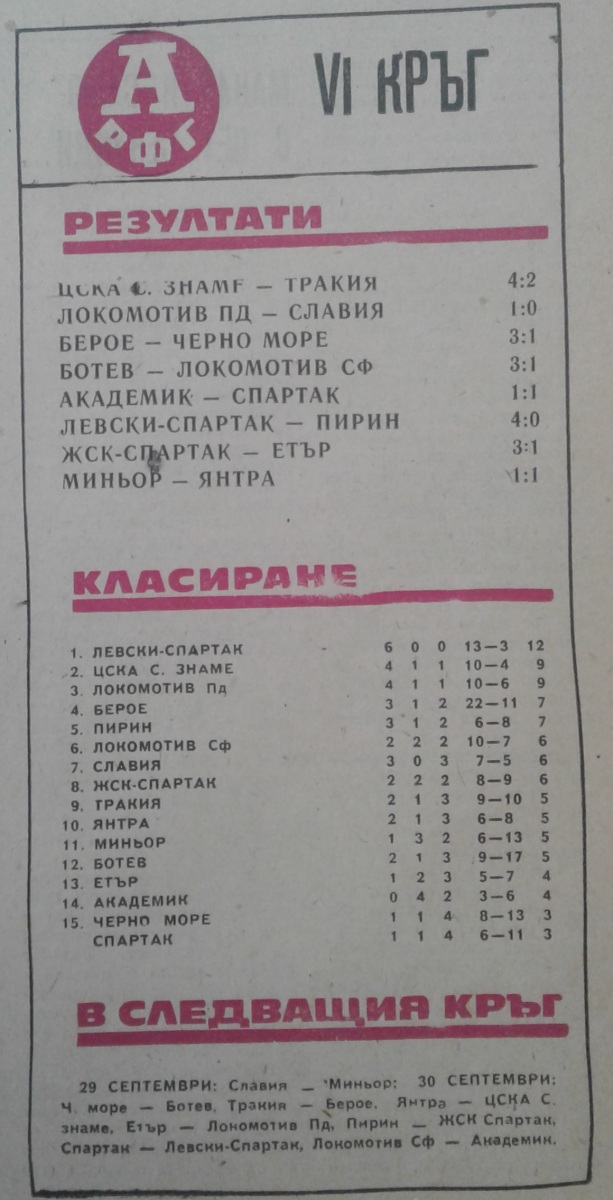 А
РФГ
VI КРЪГ
РЕЗУЛТАТИ
ЦСКА С. ЗНАМЕ — ТРАКИЯ 4:2
ЛОКОМОТИВ ПД — СЛАВИЯ 1:0
БЕРОЕ — ЧЕРНО МОРЕ 3:1
БОТЕВ — ЛОКОМОТИВ СФ 3:1
АКАДЕМИК — СПАРТАК 1:1
ЛЕВСКИ-СПАРТАК — ПИРИН 4:0
ЖСК-СПАРТАК — ЕТЪР 3:1
МИНЬОР — ЯНТРА 1:1
КЛАСИРАНЕ
1. ЛЕВСКИ-СПАРТАК 6 0 0 13—3 12
2. ЦСКА С. ЗНАМЕ 4 1 1 10—4 9
3. ЛОКОМОТИВ Пд 4 1 1 10—6 9
4. БЕРОЕ 3 1 2 22—11 7
5. ПИРИН 3 1 2 6—8 7
6. ЛОКОМОТИВ Сф 2 2 2 10—7 6
7. СЛАВИЯ 3 0 3 7—5 6
8. ЖСК-СПАРТАК 2 2 2 8—9 6
9. ТРАКИЯ 2 1 3 9—10 5
10. ЯНТРА 2 1 3 6—8 5
11. МИНЬОР 1 3 2 6—13 5
12. БОТЕВ 2 1 3 9—17 5
13. ЕТЪР 1 2 3 5—7 4
14. АКАДЕМИК 0 4 2 3—6 4
15. ЧЕРНО МОРЕ 1 1 4 8—13 3
СПАРТАК 1 1 4 6—11 3
В СЛЕДВАЩИЯ КРЪГ
29 СЕПТЕМВРИ: Славия — Миньор; 30 СЕПТЕМВРИ:
Ч. море — Ботев, Тракия — Берое, Янтра — ЦСКА С.
знаме, Етър — Локомотив Пд, Пирин — ЖСК Спартак,
Спартак — Левски-Спартак, Локомотив Сф — Академик.